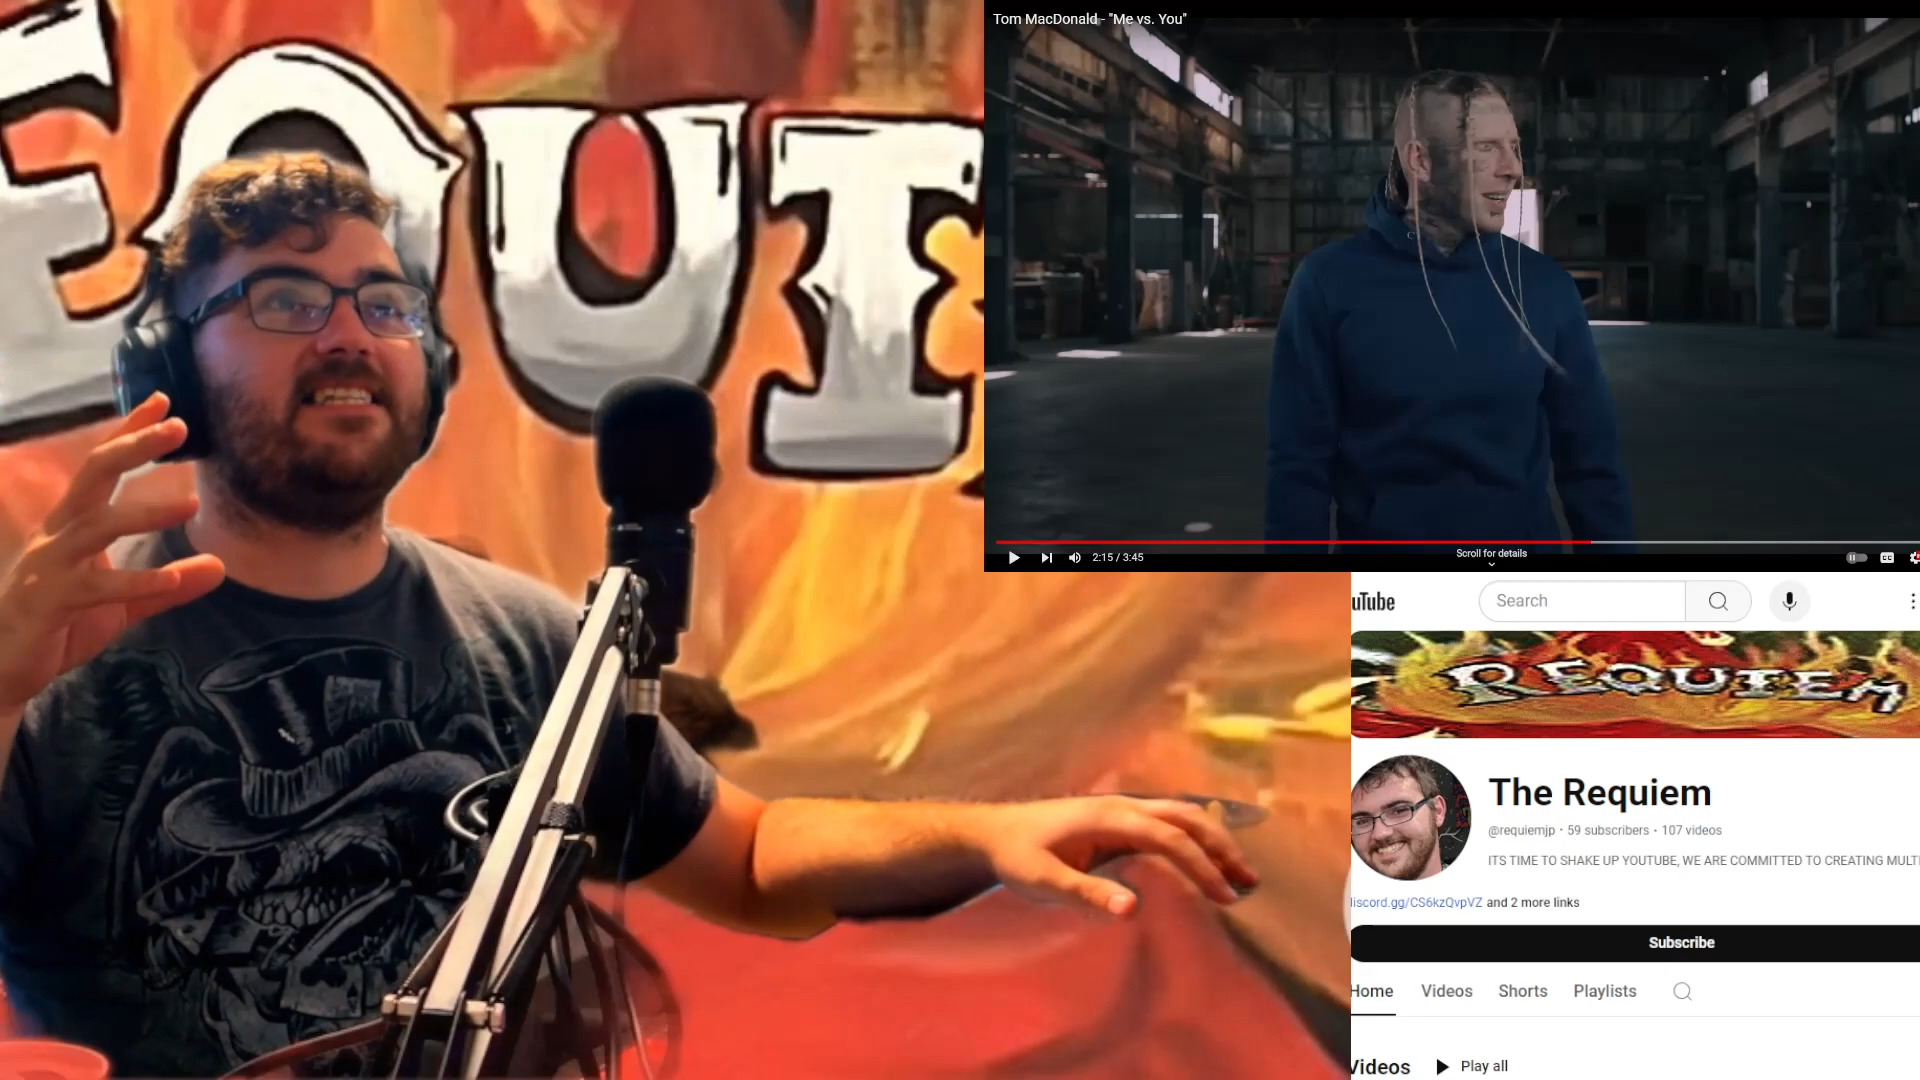 EQUIE
Tom MacDonald - "Me vs. You"
2:15 / 3:45
Scroll for details
uTube
Search
REQUIEM
The Requiem
@requiemjp · 59 subscribers · 107 videos
ITS TIME TO SHAKE UP YOUTUBE, WE ARE COMMITTED TO CREATING MULTI
discord.gg/CS6kzQvpVZ and 2 more links
Subscribe
Home Videos Shorts Playlists
Videos Play all